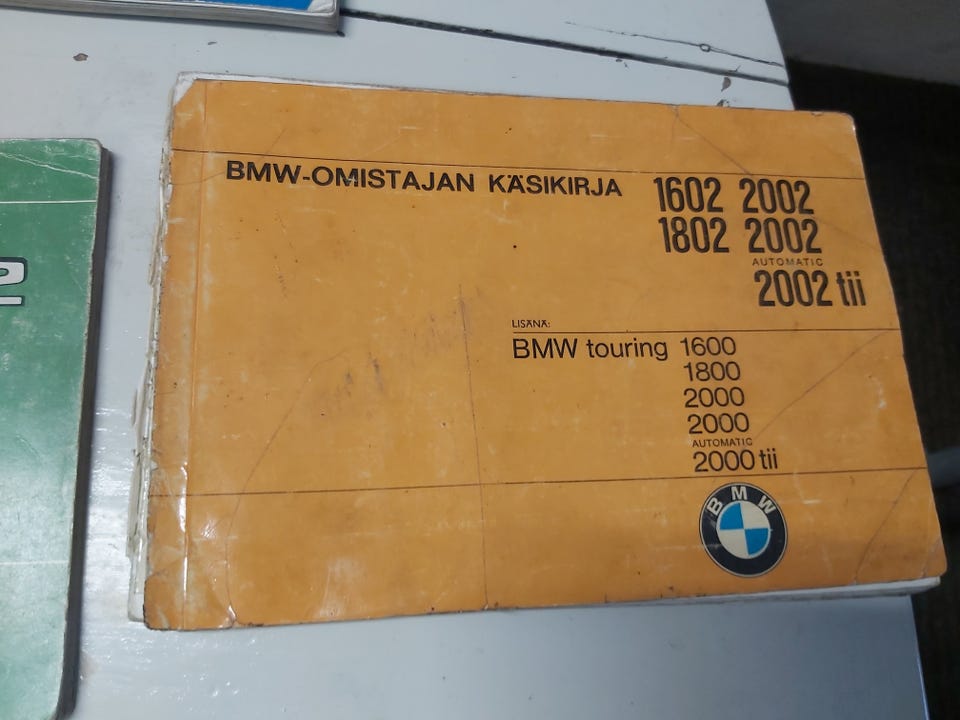 BMW-OMISTAJAN KÄSIKIRJA
1602 2002
1802 2002
AUTOMATIC
2002 tii
LISÄNÄ:
BMW touring 1600
1800
2000
2000
AUTOMATIC
2000 tii
BMW
2